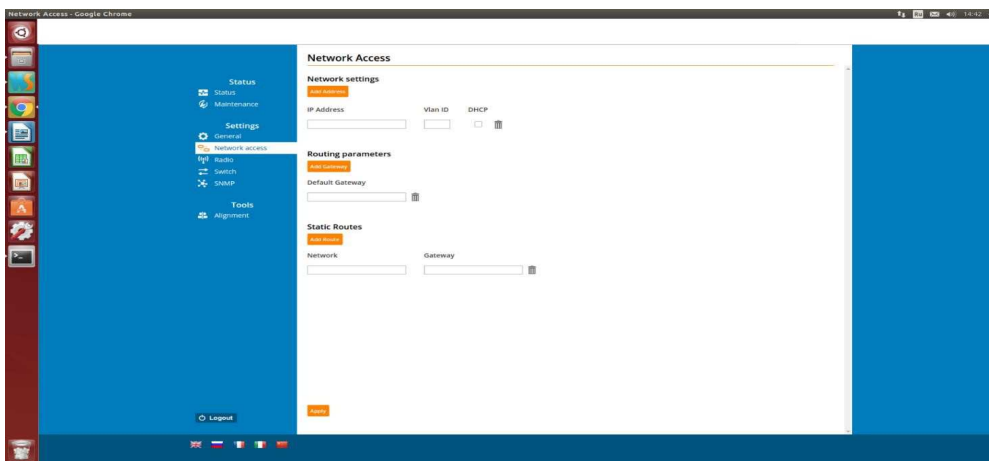 Network Access - Google Chrome
Ru
14:42
Network Access
Status
Status
Maintenance
Settings
General
Network access
Radio
Switch
SNMP
Tools
Alignment
Logout
Network settings
Add Address
IP Address Vlan ID DHCP
Routing parameters
Add Gateway
Default Gateway
Static Routes
Add Route
Network Gateway
Apply